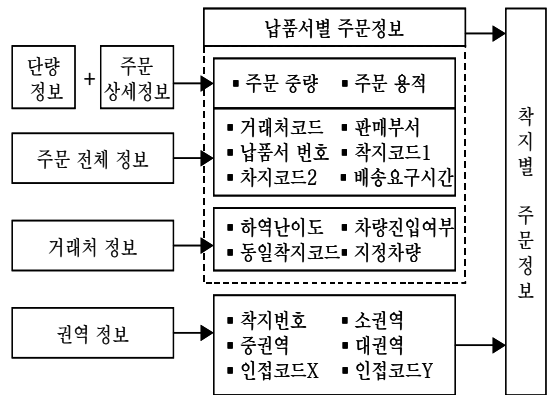 납품서별 주문정보
단량
정보
+
주문
상세정보
▪ 주문 중량 ▪ 주문 용적
주문 전체 정보
▪ 거래처코드 ▪ 판매부서
▪ 납품서 번호 ▪ 착지코드1
▪ 차지코드2 ▪ 배송요구시간
거래처 정보
▪ 하역난이도 ▪ 차량진입여부
▪ 동일착지코드 ▪ 지정차량
권역 정보
▪ 착지번호 ▪ 소권역
▪ 중권역 ▪ 대권역
▪ 인접코드X ▪ 인접코드Y
착지별 주문정보